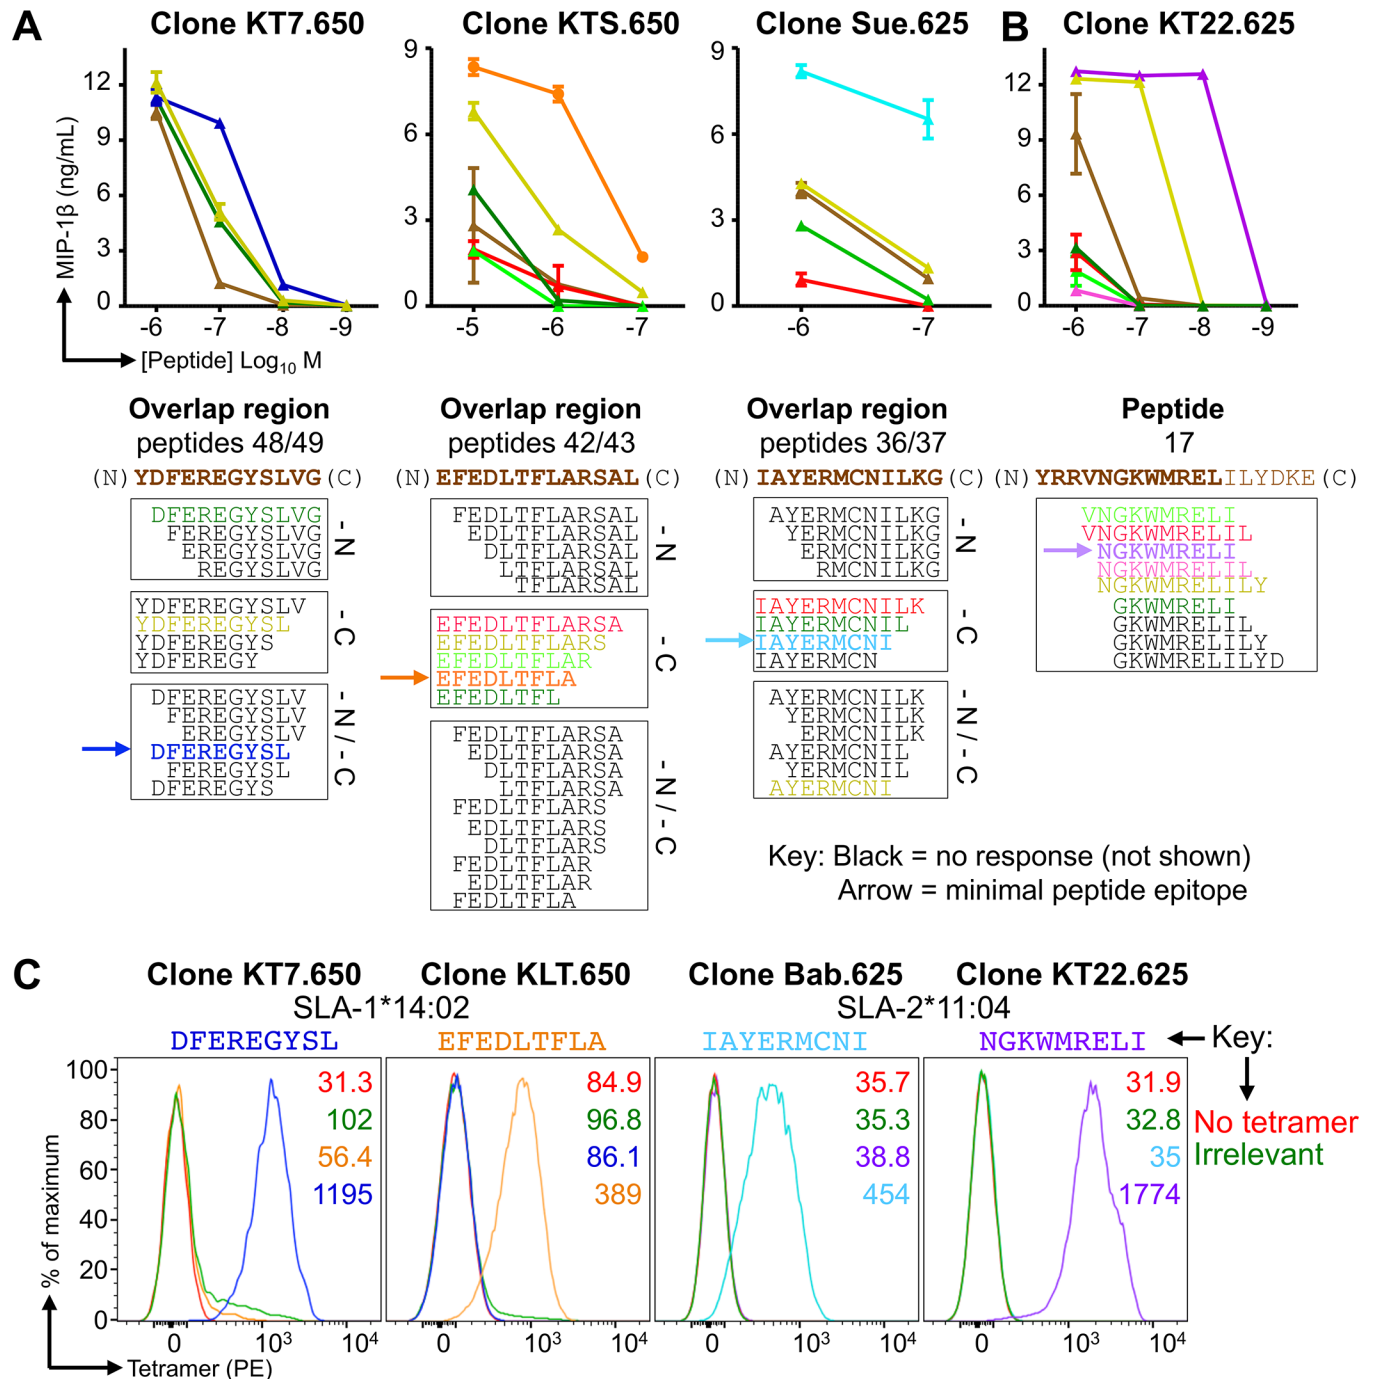 A
Clone KT7.650
Clone KTS.650
Clone Sue.625
B
Clone KT22.625
MIP-1β (ng/mL)
12
9
6
3
0
-6
-7
-8
-9
9
6
3
0
-5
-6
-7
9
6
3
0
-6
-7
12
9
6
3
0
-6
-7
-8
-9
[Peptide] Log10 M
Overlap region
peptides 48/49
(N) YDFEREGYSLVG (C)
DFEREGYSLVG
FEREGYSLVG
EREGYSLVG
REGYSLVG
-N
YDFEREGYSLV
YDFEREGYSL
YDFEREGYS
YDFEREGY
-C
DFEREGYSLV
FEREGYSLV
EREGYSLV
DFEREGYSL
FEREGYSL
DFEREGYS
-N/-C
Overlap region
peptides 42/43
(N) EFEDLTFLARSAL (C)
FEDLTFLARSAL
EDLTFLARSAL
DLTFLARSAL
LTFLARSAL
TFLARSAL
-N
EFEDLTFLARSA
EFEDLTFLARS
EFEDLTFLAR
EFEDLTFLA
EFEDLTFL
-C
FEDLTFLARSA
EDLTFLARSA
DLTFLARSA
LTFLARSA
FEDLTFLARS
EDLTFLARS
DLTFLARS
FEDLTFLAR
EDLTFLAR
FEDLTFLA
-N/-C
Overlap region
peptides 36/37
(N) IAYERMCNILKG (C)
AYERMCNILKG
YERMCNILKG
ERMCNILKG
RMCNILKG
-N
IAYERMCNILK
IAYERMCNIL
IAYERMCNI
IAYERMCN
-C
AYERMCNILK
YERMCNILK
ERMCNILK
AYERMCNIL
YERMCNIL
AYERMCNI
-N/-C
Peptide
17
(N) YRRVNGKWMRELILYDKE (C)
VNGKWMRELI
VNGKWMRELIL
NGKWMRELI
NGKWMRELIL
NGKWMRELILY
GKWMRELI
GKWMRELIL
GKWMRELILY
GKWMRELILYD
Key: Black = no response (not shown)
Arrow = minimal peptide epitope
C
Clone KT7.650
Clone KLT.650
Clone Bab.625
Clone KT22.625
SLA-1*14:02
SLA-2*11:04
DFEREGYSL
EFEDLTFLA
IAYERMCNI
NGKWMRELI
Key:
No tetramer
Irrelevant
% of maximum
100
80
60
40
20
0
31.3
102
56.4
1195
84.9
96.8
86.1
389
35.7
35.3
38.8
454
31.9
32.8
35
1774
0 103 104
0 103 104
0 103 104
0 103 104
Tetramer (PE)